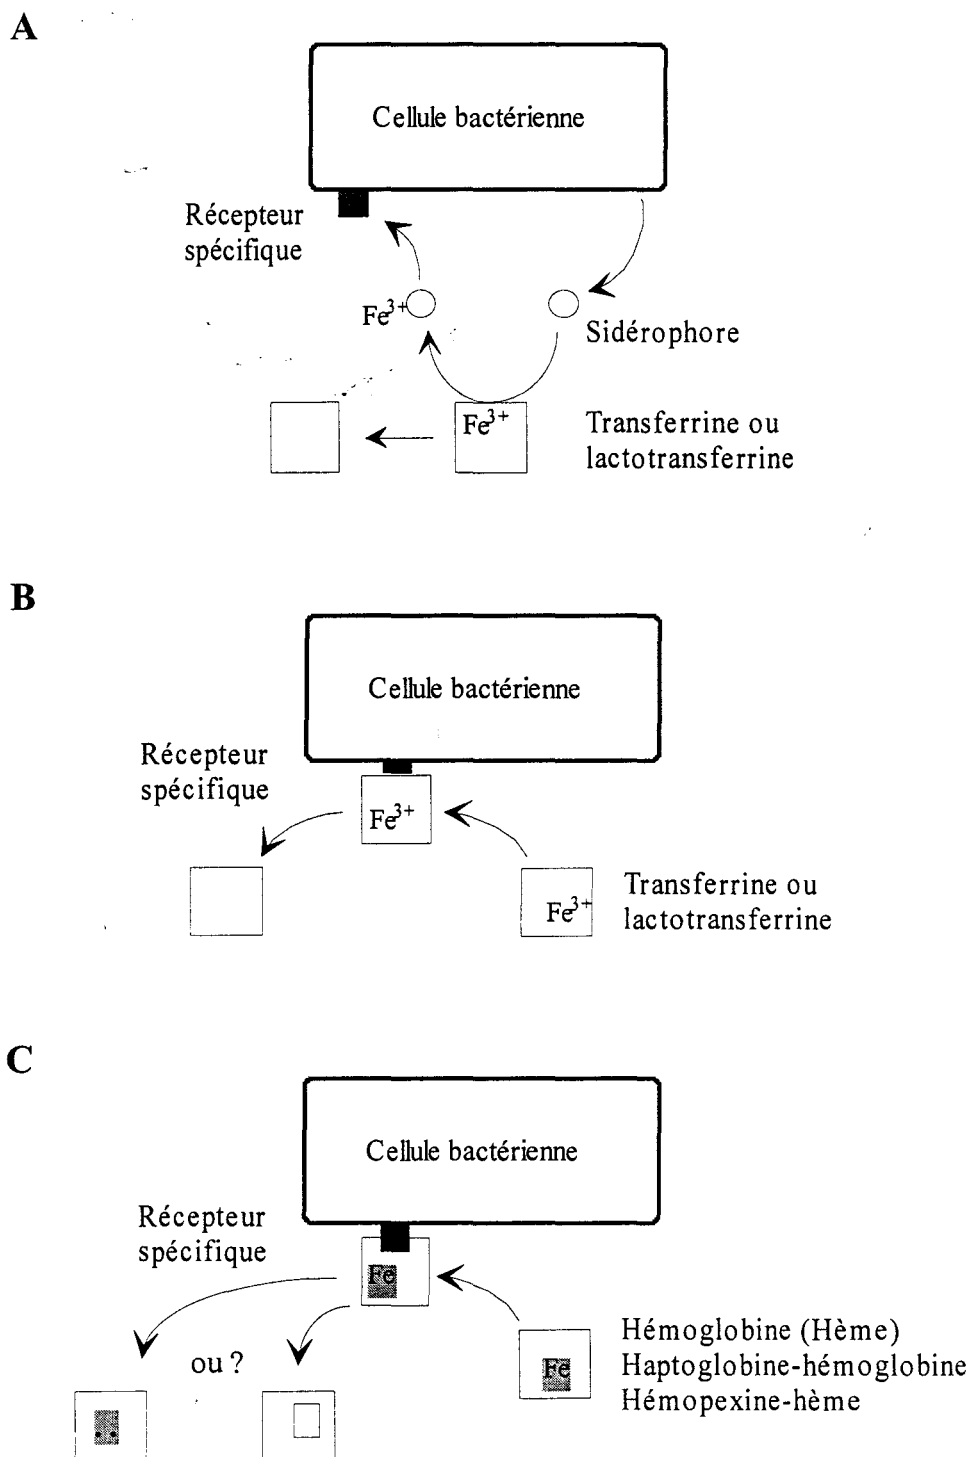 A
Cellule bactérienne
Récepteur
spécifique
Fe3+
Sidérophore
Fe3+
Transferrine ou
lactotransferrine
B
Cellule bactérienne
Récepteur
spécifique
Fe3+
Fe3+
Transferrine ou
lactotransferrine
C
Cellule bactérienne
Récepteur
spécifique
Fe
ou ?
Fe
Hémoglobine (Hème)
Haptoglobine-hémoglobine
Hémopexine-hème